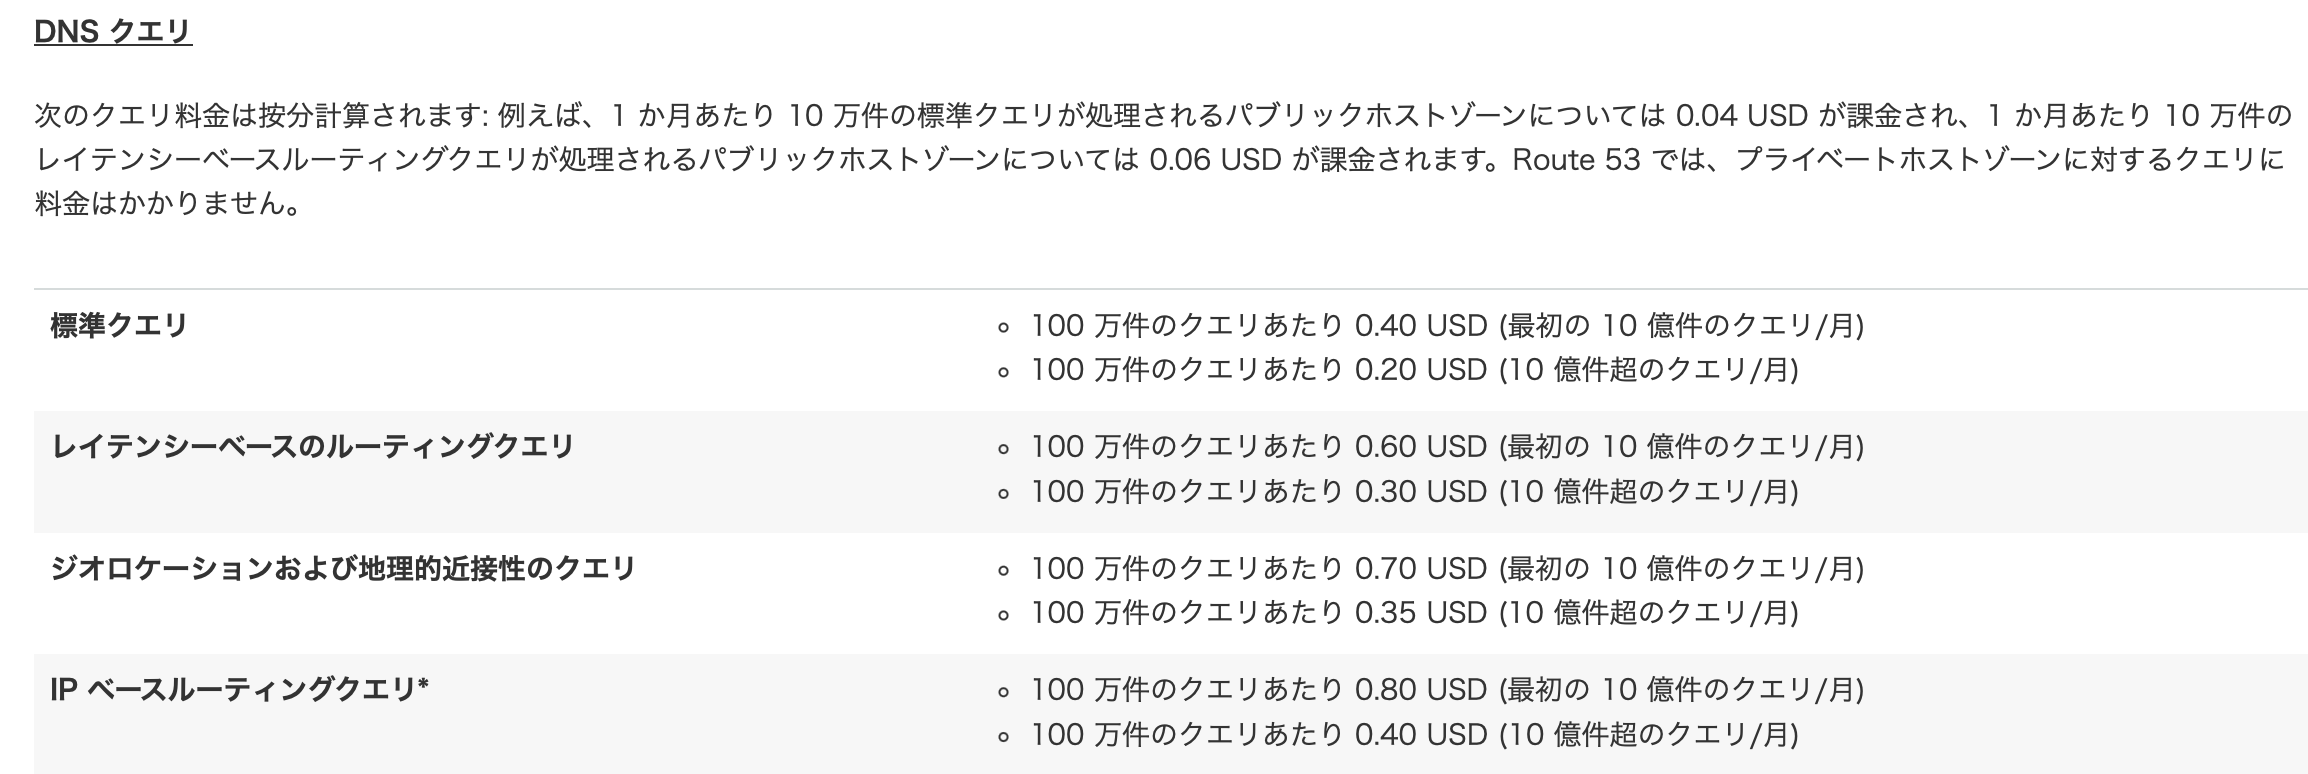 DNS クエリ
次のクエリ料金は按分計算されます: 例えば、1 か月あたり 10 万件の標準クエリが処理されるパブリックホストゾーンについては 0.04 USD が課金され、1 か月あたり 10 万件の
レイテンシーベースルーティングクエリが処理されるパブリックホストゾーンについては 0.06 USD が課金されます。Route 53 では、プライベートホストゾーンに対するクエリに
料金はかかりません。
標準クエリ
◦ 100 万件のクエリあたり 0.40 USD (最初の 10 億件のクエリ/月)
◦ 100 万件のクエリあたり 0.20 USD (10 億件超のクエリ/月)
レイテンシーベースのルーティングクエリ
◦ 100 万件のクエリあたり 0.60 USD (最初の 10 億件のクエリ/月)
◦ 100 万件のクエリあたり 0.30 USD (10 億件超のクエリ/月)
ジオロケーションおよび地理的近接性のクエリ
◦ 100 万件のクエリあたり 0.70 USD (最初の 10 億件のクエリ/月)
◦ 100 万件のクエリあたり 0.35 USD (10 億件超のクエリ/月)
IP ベースルーティングクエリ*
◦ 100 万件のクエリあたり 0.80 USD (最初の 10 億件のクエリ/月)
◦ 100 万件のクエリあたり 0.40 USD (10 億件超のクエリ/月)